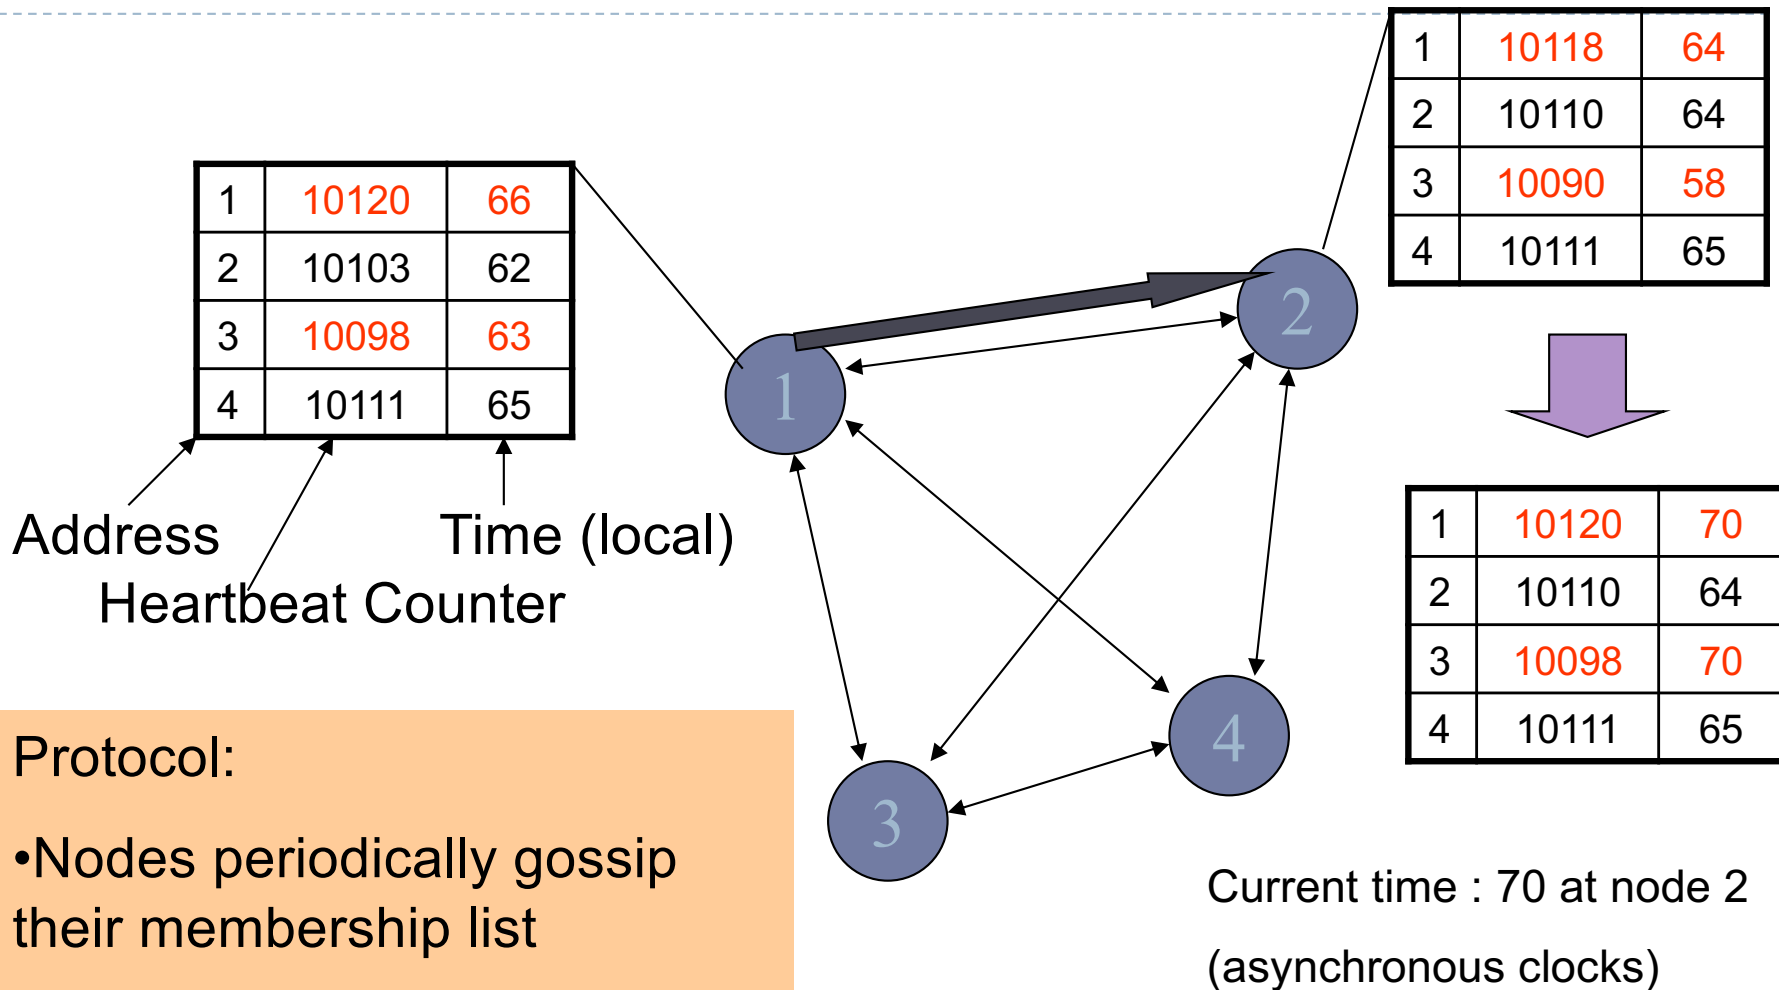 1 10118 64
2 10110 64
3 10090 58
4 10111 65
1 10120 66
2 10103 62
3 10098 63
4 10111 65
2
1
Address
Time (local)
Heartbeat Counter
1 10120 70
2 10110 64
3 10098 70
4 10111 65
4
3
Protocol:
•Nodes periodically gossip
their membership list
Current time : 70 at node 2
(asynchronous clocks)